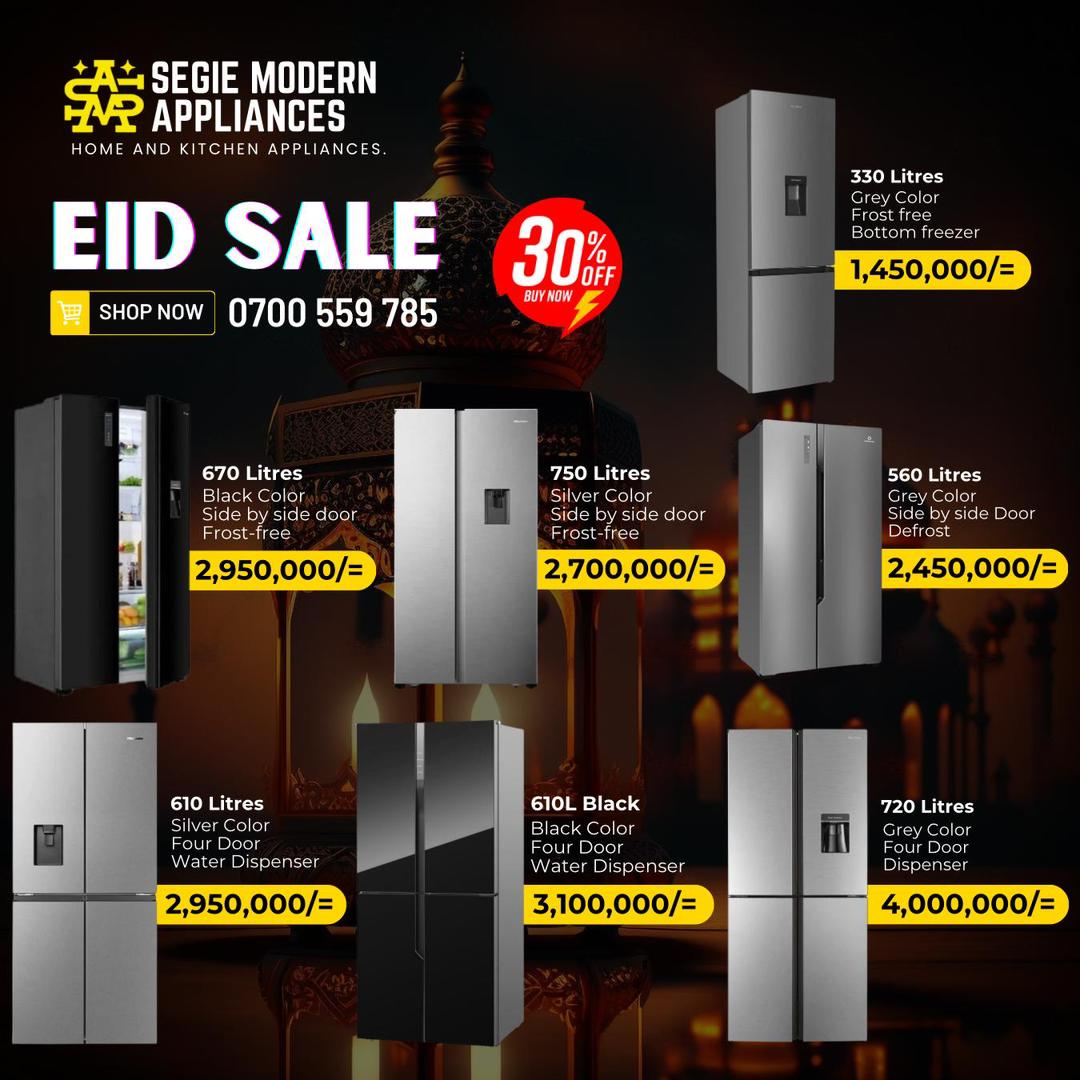 SEGIE MODERN
APPLIANCES
HOME AND KITCHEN APPLIANCES.
EID SALE
SHOP NOW
0700 559 785
30% OFF
BUY NOW
330 Litres
Grey Color
Frost free
Bottom freezer
1,450,000/=
670 Litres
Black Color
Side by side door
Frost-free
2,950,000/=
750 Litres
Silver Color
Side by side door
Frost-free
2,700,000/=
560 Litres
Grey Color
Side by side Door
Defrost
2,450,000/=
610 Litres
Silver Color
Four Door
Water Dispenser
2,950,000/=
610L Black
Black Color
Four Door
Water Dispenser
3,100,000/=
720 Litres
Grey Color
Four Door
Dispenser
4,000,000/=